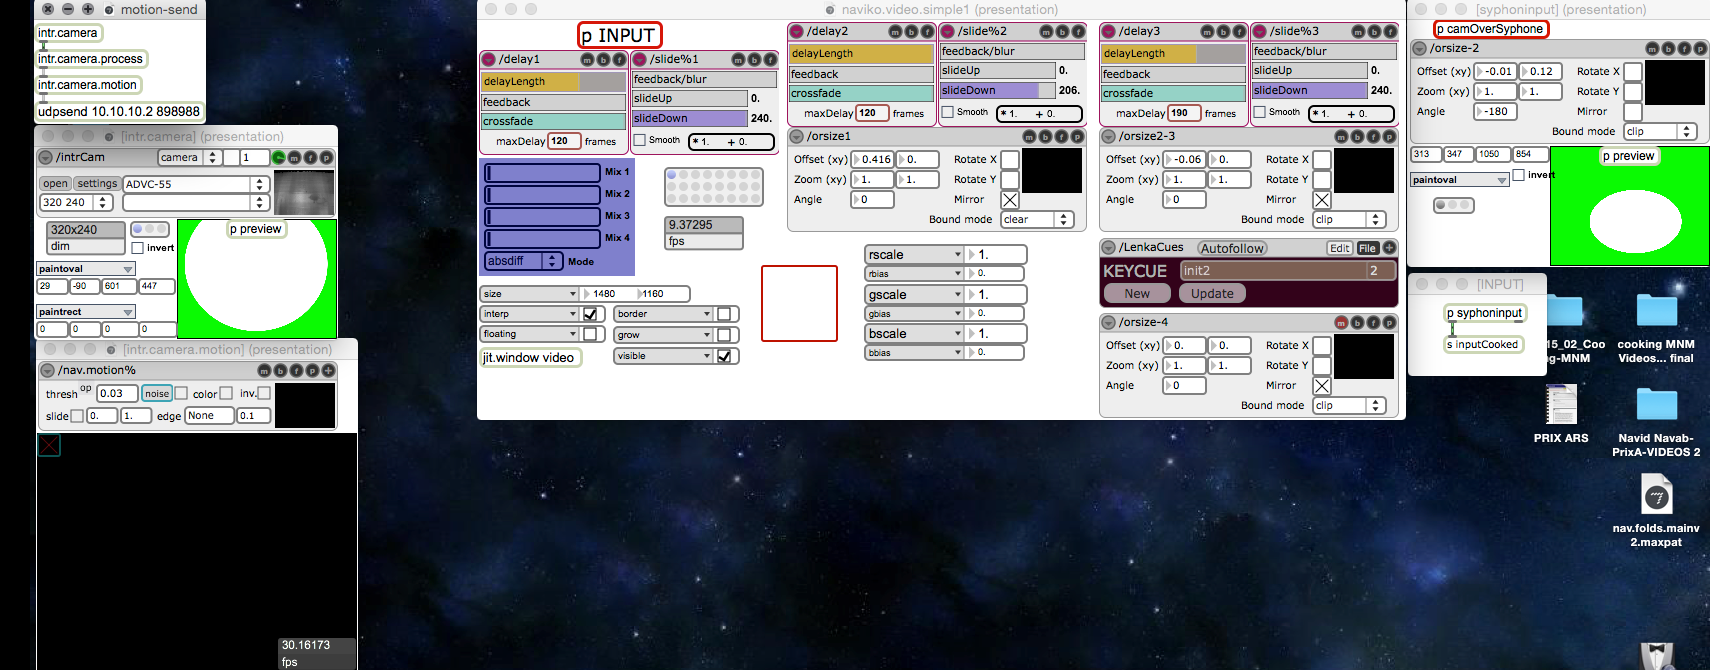 motion-send
intr.camera
intr.camera.process
intr.camera.motion
udpsend 10.10.10.2 898988
[intr.camera] (presentation)
/intrCam
camera
1
m
f
p
open
settings
ADVC-55
320 240
320x240
dim
invert
p preview
paintoval
29
-90
601
447
paintrect
0
0
0
0
[intr.camera.motion] (presentation)
/nav.motion%
m
b
f
p
+
thresh
op
0.03
noise
color
inv.
slide
0.
1.
edge
None
0.1
30.16173
fps
naviko.video.simple1 (presentation)
p INPUT
/delay1
m
b
f
delayLength
feedback
crossfade
maxDelay
120
frames
/slide%1
m
b
f
feedback/blur
slideUp
0.
slideDown
240.
Smooth
* 1.
+ 0.
Mix 1
Mix 2
Mix 3
Mix 4
absdiff
Mode
9.37295
fps
size
1480
1160
interp
border
floating
grow
jit.window video
visible
/delay2
m
b
f
delayLength
feedback
crossfade
maxDelay
120
frames
/slide%2
m
b
f
feedback/blur
slideUp
0.
slideDown
206.
Smooth
* 1.
+ 0.
/orsize1
m
b
f
p
Offset (xy)
0.416
0.
Rotate X
Zoom (xy)
1.
1.
Rotate Y
Angle
0
Mirror
Bound mode
clear
rscale
1.
rbias
0.
gscale
1.
gbias
0.
bscale
1.
bbias
0.
/delay3
m
b
f
delayLength
feedback
crossfade
maxDelay
190
frames
/slide%3
m
b
f
feedback/blur
slideUp
0.
slideDown
240.
Smooth
* 1.
+ 0.
/orsize2-3
m
b
f
p
Offset (xy)
-0.06
0.
Rotate X
Zoom (xy)
1.
1.
Rotate Y
Angle
0
Mirror
Bound mode
clip
/LenkaCues
Autofollow
Edit
File
+
KEYCUE
init2
2
New
Update
/orsize-4
m
b
f
p
Offset (xy)
0.
0.
Rotate X
Zoom (xy)
1.
1.
Rotate Y
Angle
0
Mirror
Bound mode
clip
[syphoninput] (presentation)
p camOverSyphone
/orsize-2
m
b
f
p
Offset (xy)
-0.01
0.12
Rotate X
Zoom (xy)
1.
1.
Rotate Y
Angle
-180
Mirror
Bound mode
clip
313
347
1050
854
p preview
paintoval
invert
[INPUT]
p syphoninput
s inputCooked
15_02_Coo
g-MNM
cooking MNM
Videos... final
PRIX ARS
Navid Navab-
PrixA-VIDEOS 2
nav.folds.mainv
2.maxpat